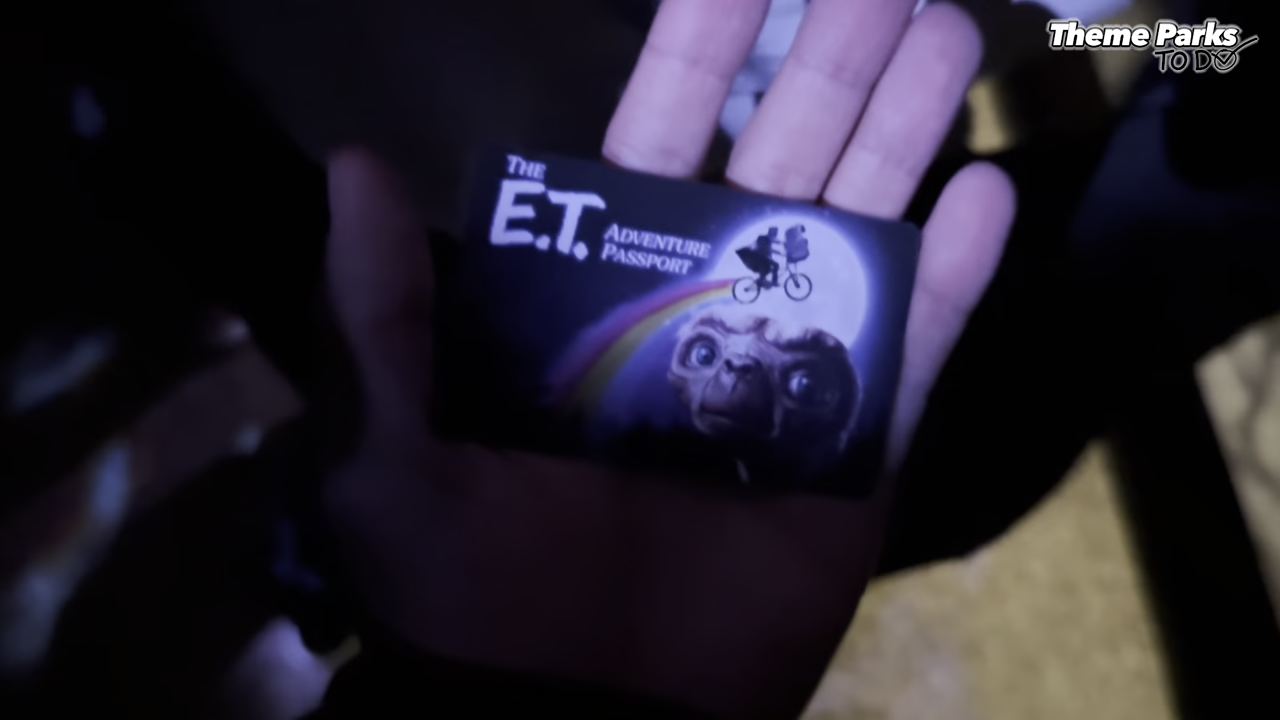 Theme Parks
TO DO
THE
E.T. ADVENTURE
PASSPORT